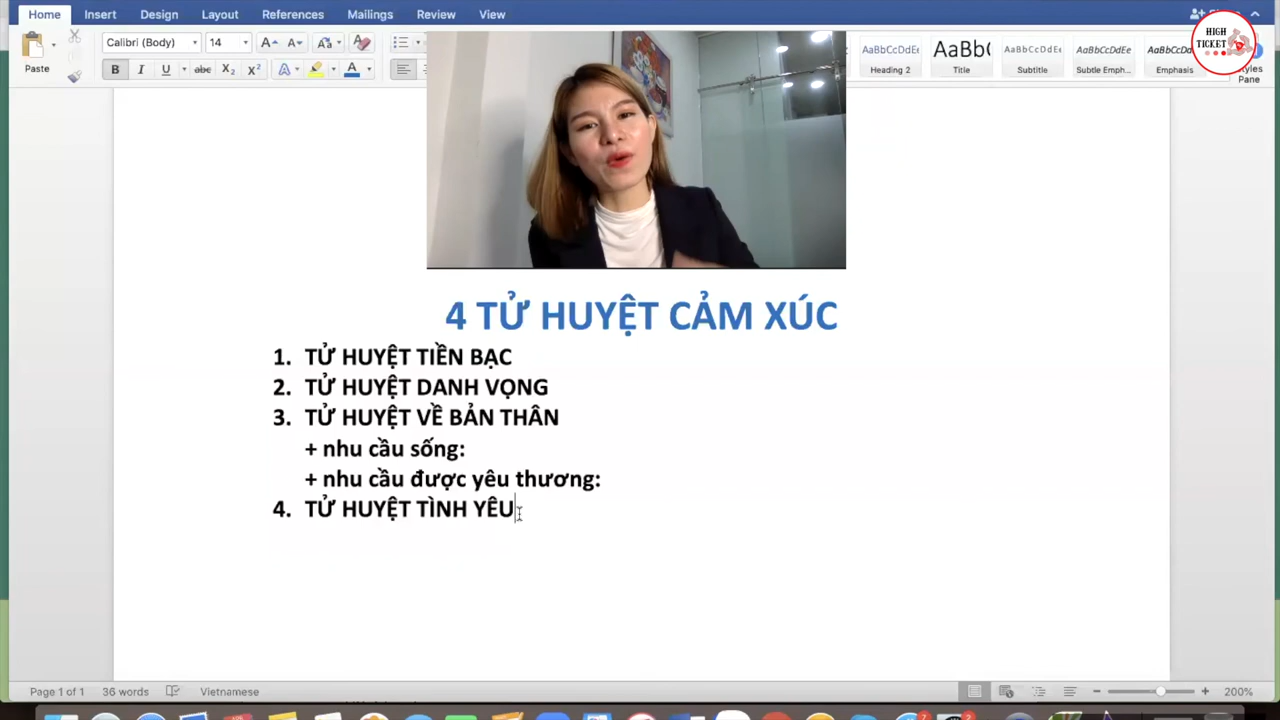 Home Insert Design Layout References Mailings Review View
HIGH
TICKET
Calibri (Body) 14
Paste
AaBbCcDdEe AaBb( AaBbCcDdEe AaBbCcDdEe AaBbCcDdEe
Heading 2 Title Subtitle Subtle Emph... Emphasis Styles
Pane
4 TỬ HUYỆT CẢM XÚC
1. TỬ HUYỆT TIỀN BẠC
2. TỬ HUYỆT DANH VỌNG
3. TỬ HUYỆT VỀ BẢN THÂN
+ nhu cầu sống:
+ nhu cầu được yêu thương:
4. TỬ HUYỆT TÌNH YÊU
Page 1 of 1 36 words Vietnamese 200%